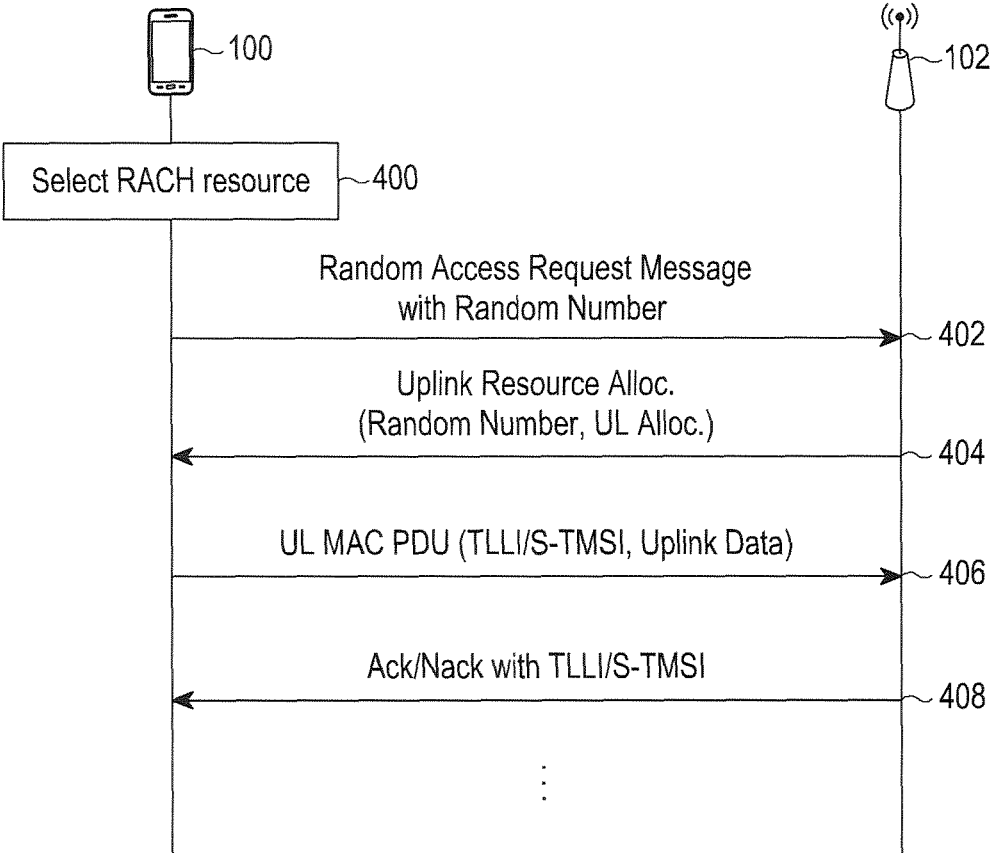 100
102
Select RACH resource
400
Random Access Request Message
with Random Number
402
Uplink Resource Alloc.
(Random Number, UL Alloc.)
404
UL MAC PDU (TLLI/S-TMSI, Uplink Data)
406
Ack/Nack with TLLI/S-TMSI
408